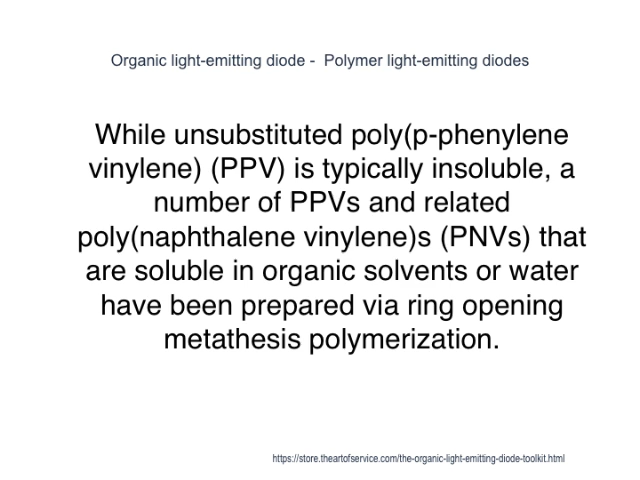 Organic light-emitting diode -  Polymer light-emitting diodes
While unsubstituted poly(p-phenylene
vinylene) (PPV) is typically insoluble, a
number of PPVs and related
poly(naphthalene vinylene)s (PNVs) that
are soluble in organic solvents or water
have been prepared via ring opening
metathesis polymerization.
https://store.theartofservice.com/the-organic-light-emitting-diode-toolkit.html